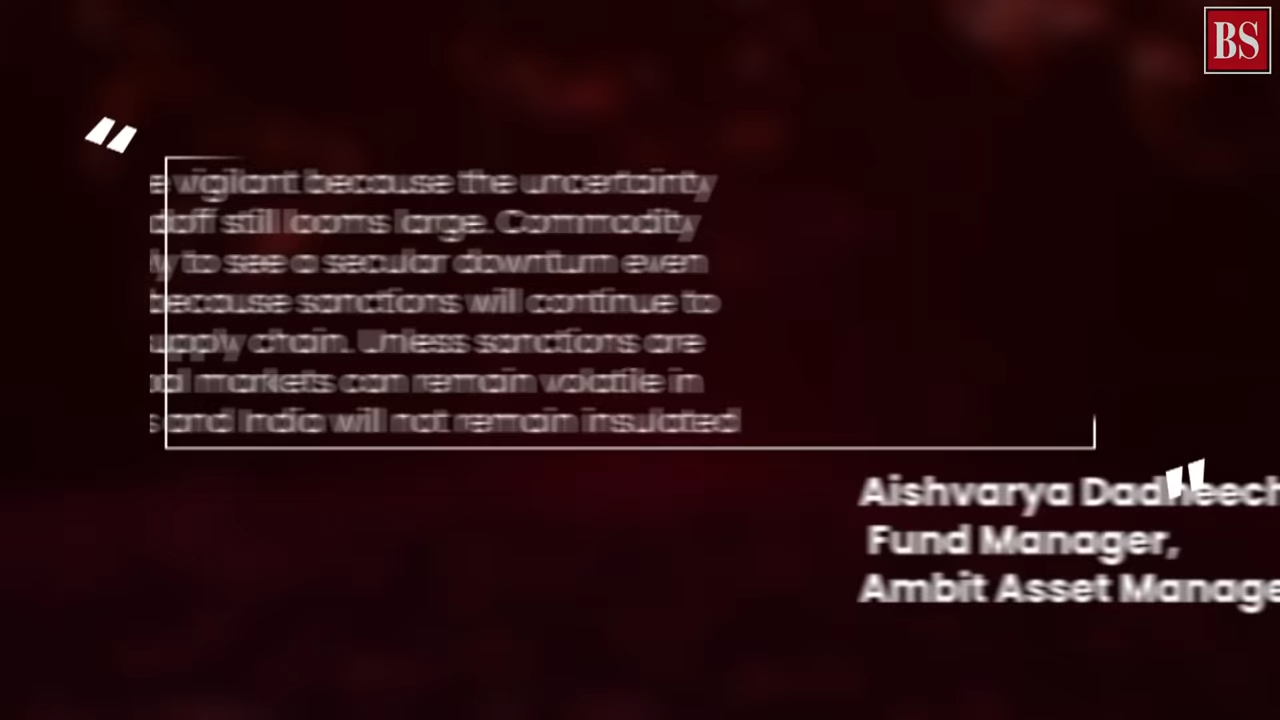 BS
e vigilant because the uncertainty
doff still looms large. Commodity
ly to see a secular downturn even
because sanctions will continue to
upply chain. Unless sanctions are
bal markets can remain volatile in
s and India will not remain insulated
Aishvarya Dadheech
Fund Manager,
Ambit Asset Manage